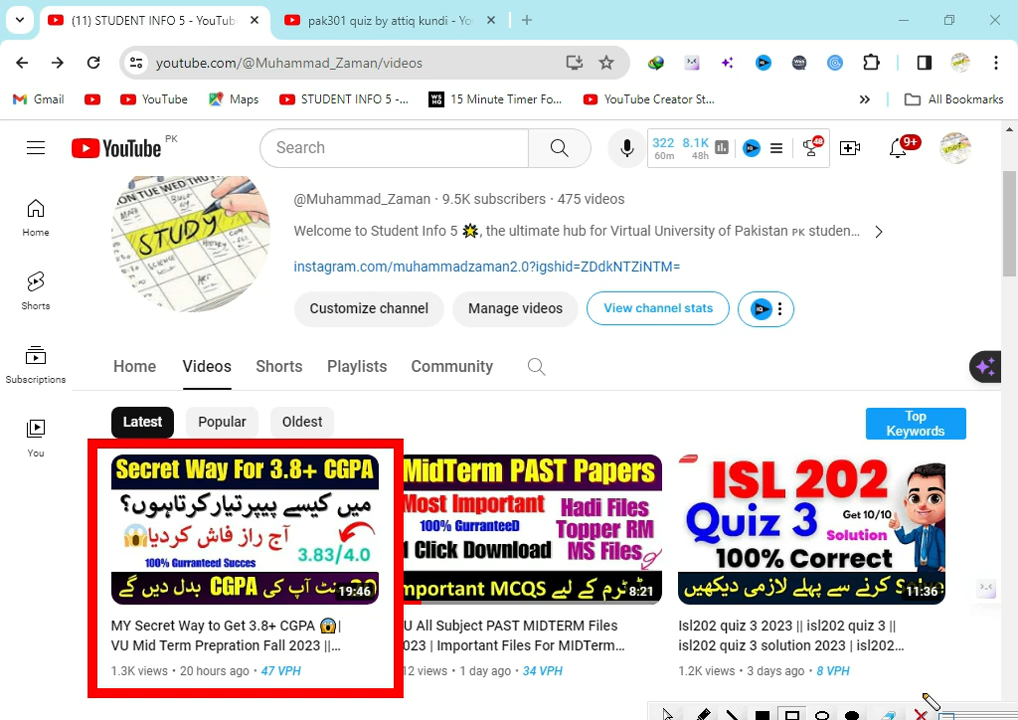 (11) STUDENT INFO 5 - YouTub
pak301 quiz by attiq kundi - Yo
youtube.com/@Muhammad_Zaman/videos
Gmail
YouTube
Maps
STUDENT INFO 5 -...
15 Minute Timer Fo...
YouTube Creator St...
All Bookmarks
YouTube PK
Search
322
60m
8.1K
48h
48
9+
@Muhammad_Zaman · 9.5K subscribers · 475 videos
Welcome to Student Info 5 💥, the ultimate hub for Virtual University of Pakistan PK studen...
instagram.com/muhammadzaman2.0?igshid=ZDdkNTZiNTM=
Customize channel
Manage videos
View channel stats
Home
Shorts
Subscriptions
You
STUDY
Home
Videos
Shorts
Playlists
Community
Latest
Popular
Oldest
Top
Keywords
Secret Way For 3.8+ CGPA
میں کیسے پیپر تیار کرتا ہوں؟
آج راز فاش کر دیا
3.83/4.0
100% Gurranteed Succes
نٹ آپ کی CGPA بدل دیں گے
19:46
MY Secret Way to Get 3.8+ CGPA 😱|
VU Mid Term Prepration Fall 2023 ||...
1.3K views • 20 hours ago • 47 VPH
MidTerm PAST Papers
Most Important
100% GurranteeD
1 Click Download
Hadi Files
Topper RM
MS Files
mportant MCQS ٹرم کے لیے
8:21
U All Subject PAST MIDTERM Files
023 | Important Files For MIDTerm...
12 views • 1 day ago • 34 VPH
ISL 202
Quiz 3
Get 10/10
Solution
100% Correct
کرنے سے پہلے لازمی دیکھیں
11:36
Isl202 quiz 3 2023 || isl202 quiz 3 ||
isl202 quiz 3 solution 2023 | isl202...
1.2K views • 3 days ago • 8 VPH